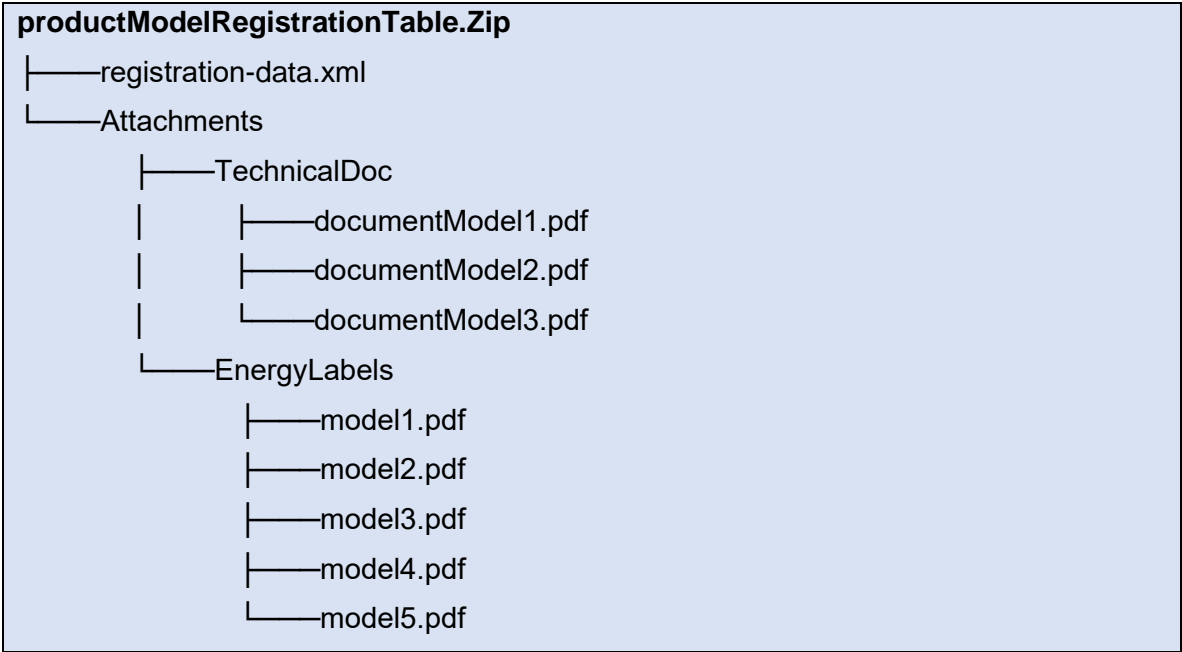 productModelRegistrationTable.Zip
├───registration-data.xml
└───Attachments
├───TechnicalDoc
│ ├───documentModel1.pdf
│ ├───documentModel2.pdf
│ └───documentModel3.pdf
└───EnergyLabels
├───model1.pdf
├───model2.pdf
├───model3.pdf
├───model4.pdf
└───model5.pdf